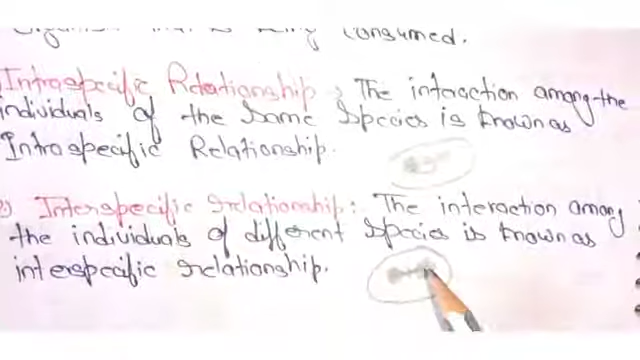 consumed.
Intraspecific Relationship : The interaction among the
individuals of the same species is known as
Intraspecific Relationship.
2) Interspecific relationship :- The interaction among
the individuals of different species is known as
interspecific relationship.